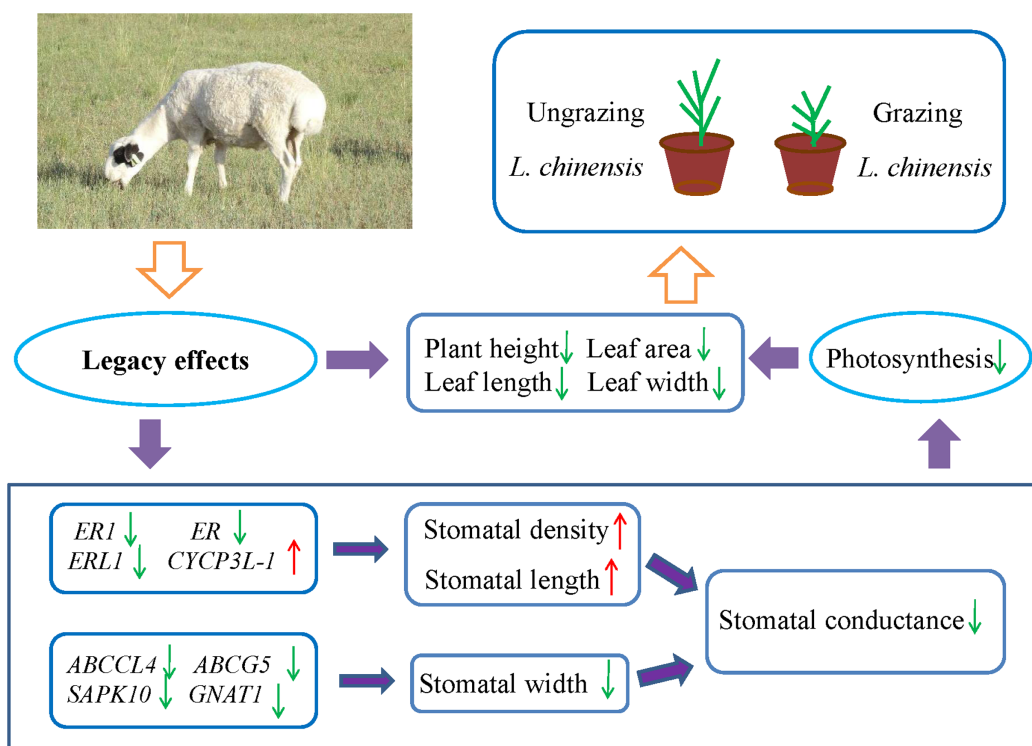 Ungrazing
L. chinensis
Grazing
L. chinensis
Legacy effects
Plant height↓ Leaf area↓
Leaf length↓ Leaf width↓
Photosynthesis↓
ER1↓ ER↓
ERL1↓ CYCP3L-1↑
Stomatal density↑
Stomatal length↑
Stomatal conductance↓
ABCCL4↓ ABCG5↓
SAPK10↓ GNAT1↓
Stomatal width↓